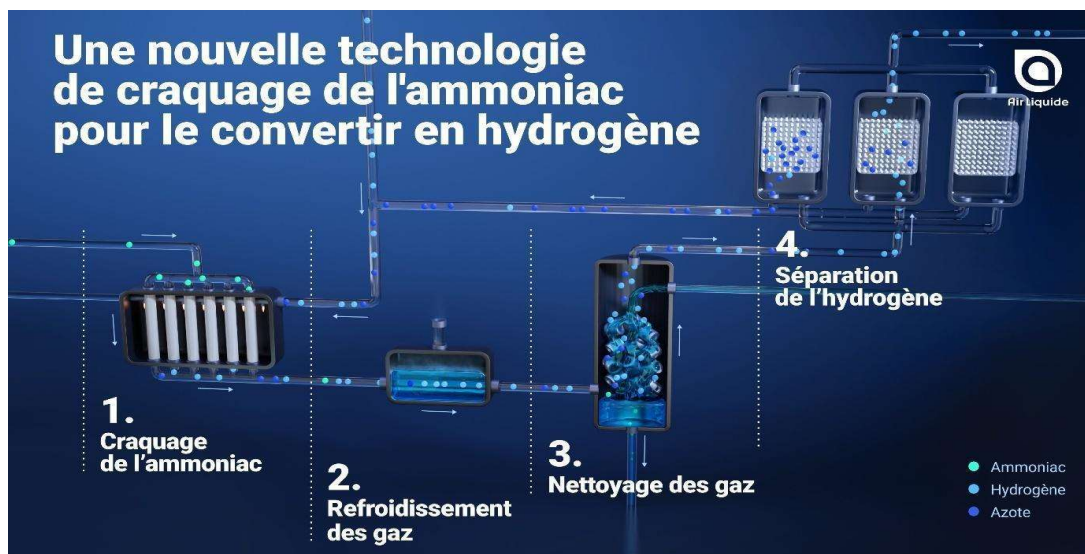 Une nouvelle technologie
de craquage de l'ammoniac
pour le convertir en hydrogène
Air Liquide
1.
Craquage
de l'ammoniac
2.
Refroidissement
des gaz
3.
Nettoyage des gaz
4.
Séparation
de l'hydrogène
Ammoniac
Hydrogène
Azote